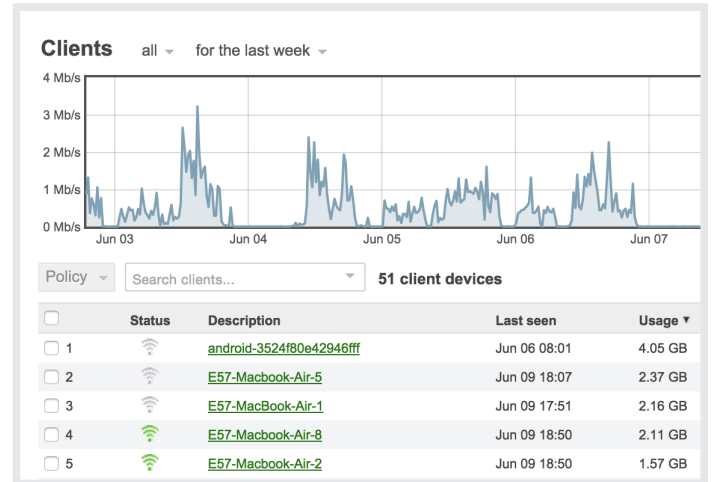 Clients all for the last week
4 Mb/s
3 Mb/s
2 Mb/s
1 Mb/s
0 Mb/s
Jun 03 Jun 04 Jun 05 Jun 06 Jun 07
Policy Search clients... 51 client devices
Status Description Last seen Usage ▼
1 android-3524f80e42946fff Jun 06 08:01 4.05 GB
2 E57-Macbook-Air-5 Jun 09 18:07 2.37 GB
3 E57-MacBook-Air-1 Jun 09 17:51 2.16 GB
4 E57-Macbook-Air-8 Jun 09 18:50 2.11 GB
5 E57-Macbook-Air-2 Jun 09 18:50 1.57 GB